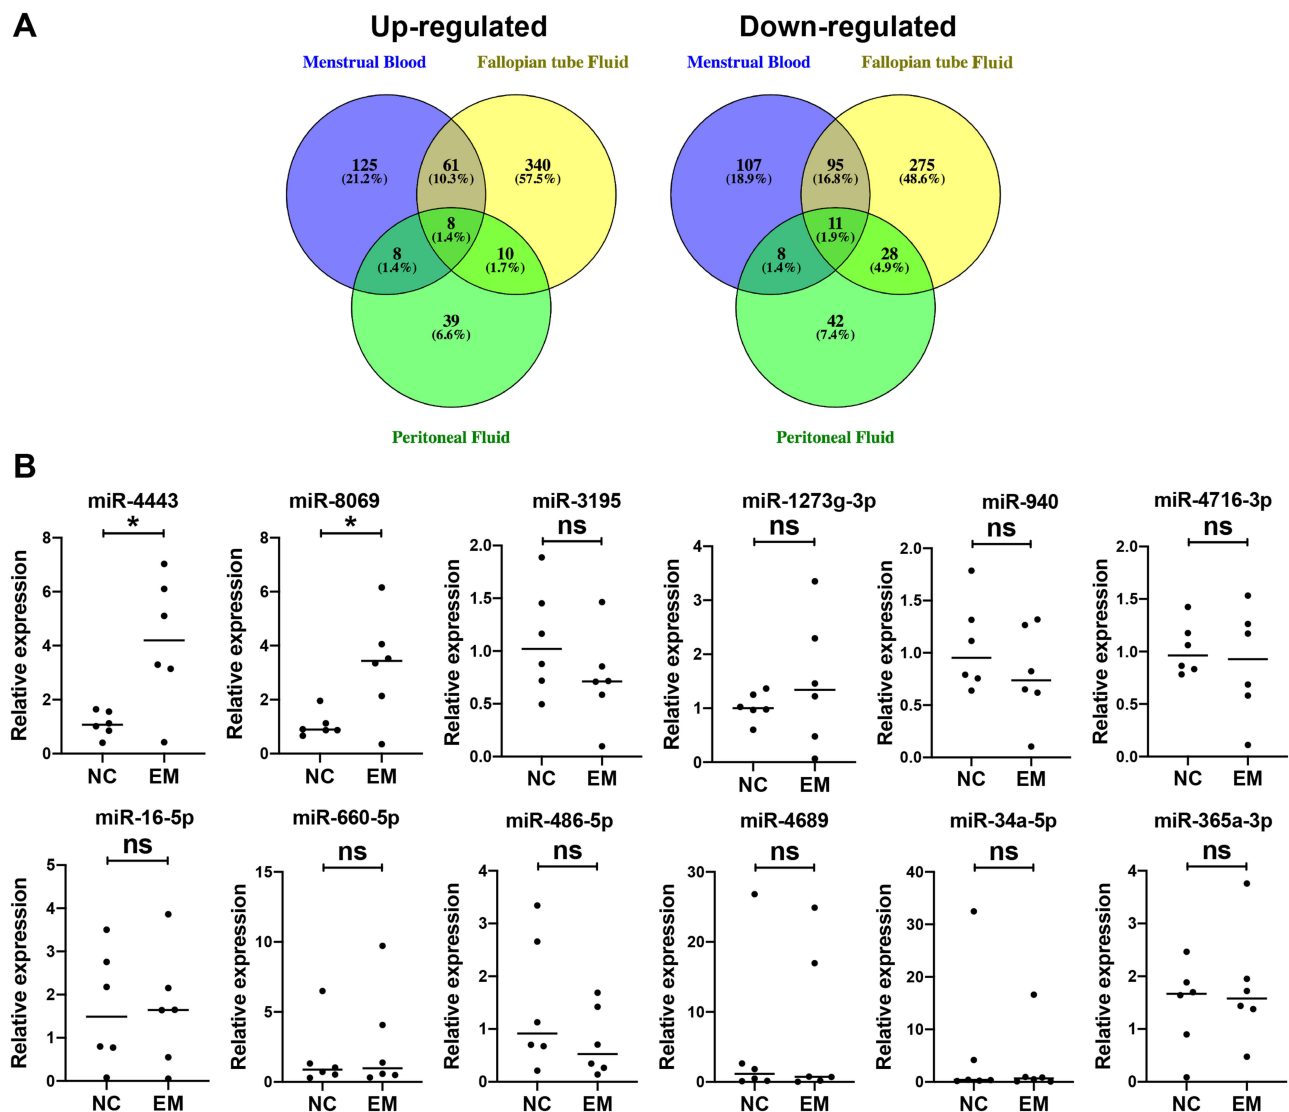 A
Up-regulated
Down-regulated
Menstrual Blood
Fallopian tube Fluid
Menstrual Blood
Fallopian tube Fluid
125
(21.2%)
61
(10.3%)
340
(57.5%)
8
(1.4%)
8
(1.4%)
10
(1.7%)
39
(6.6%)
Peritoneal Fluid
107
(18.9%)
95
(16.8%)
275
(48.6%)
11
(1.9%)
8
(1.4%)
28
(4.9%)
42
(7.4%)
Peritoneal Fluid
B
miR-4443
*
Relative expression
8
6
4
2
0
NC EM
miR-8069
*
Relative expression
8
6
4
2
0
NC EM
miR-3195
ns
Relative expression
2.0
1.5
1.0
0.5
0.0
NC EM
miR-1273g-3p
ns
Relative expression
4
3
2
1
0
NC EM
miR-940
ns
Relative expression
2.0
1.5
1.0
0.5
0.0
NC EM
miR-4716-3p
ns
Relative expression
2.0
1.5
1.0
0.5
0.0
NC EM
miR-16-5p
ns
Relative expression
5
4
3
2
1
0
NC EM
miR-660-5p
ns
Relative expression
15
10
5
0
NC EM
miR-486-5p
ns
Relative expression
4
3
2
1
0
NC EM
miR-4689
ns
Relative expression
30
20
10
0
NC EM
miR-34a-5p
ns
Relative expression
40
30
20
10
0
NC EM
miR-365a-3p
ns
Relative expression
4
3
2
1
0
NC EM